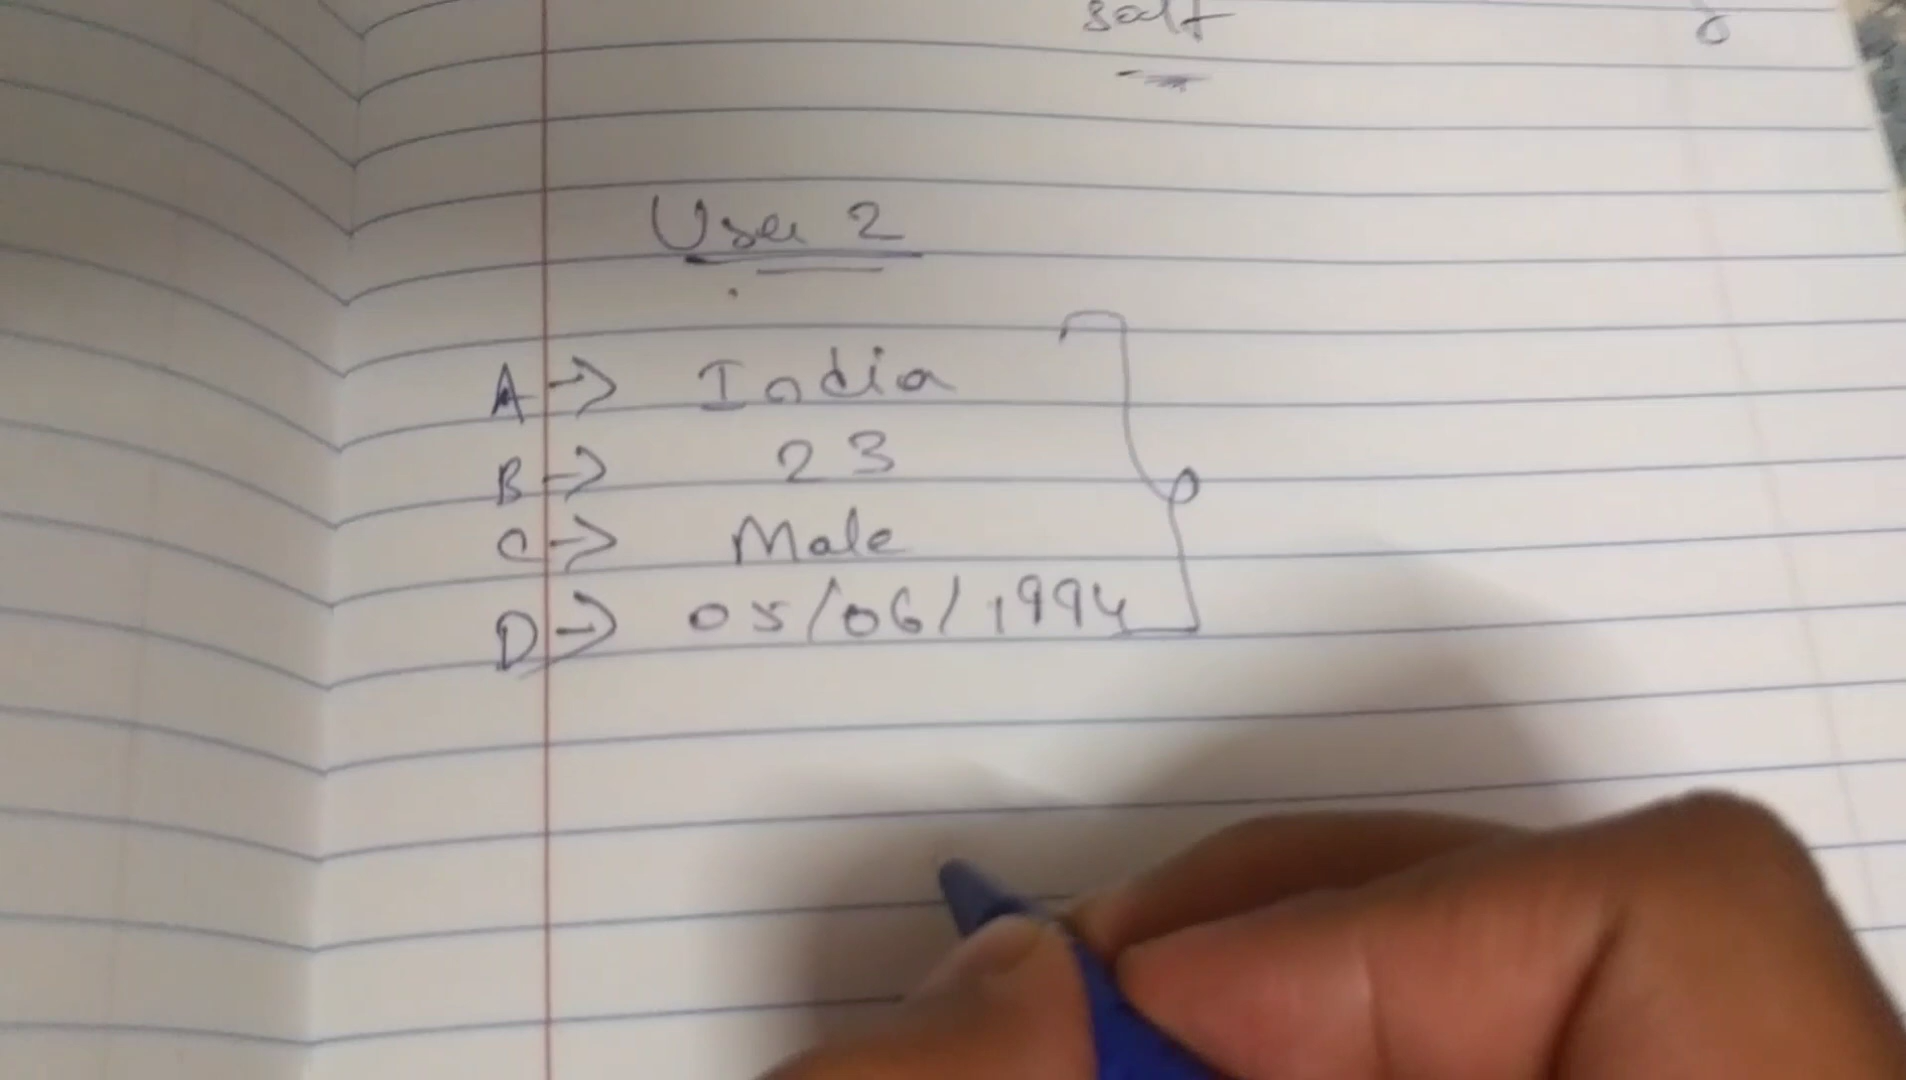 salt
User 2
A → India
B → 23
C → Male
D → 05/06/1994